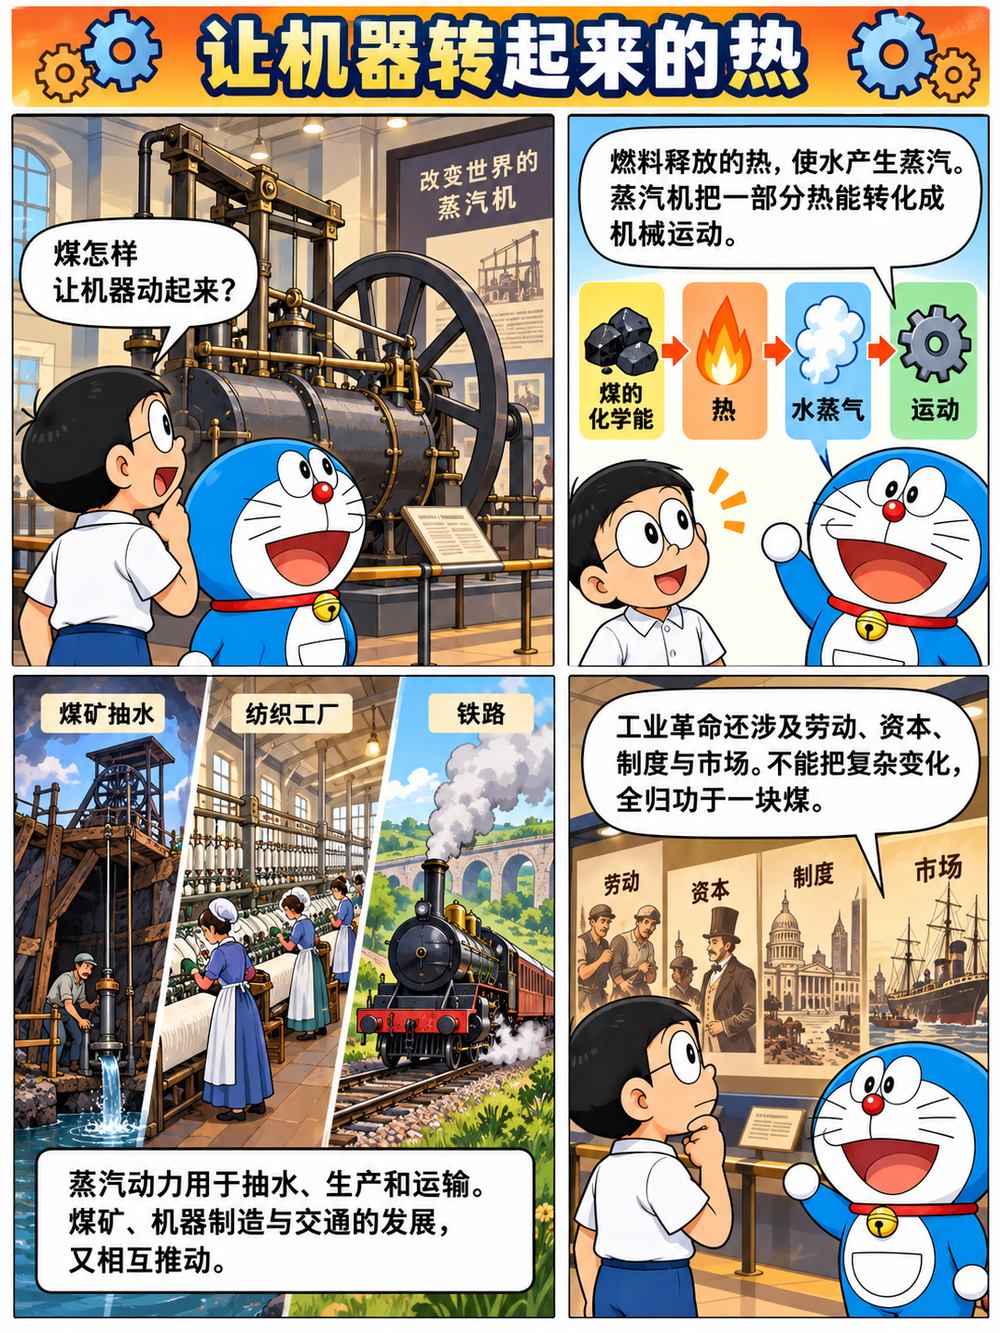 让机器转起来的热
改变世界的
蒸汽机
煤怎样
让机器动起来？
燃料释放的热，使水产生蒸汽。
蒸汽机把一部分热能转化成
机械运动。
煤的
化学能
热
水蒸气
运动
煤矿抽水
纺织工厂
铁路
蒸汽动力用于抽水、生产和运输。
煤矿、机器制造与交通的发展，
又相互推动。
工业革命还涉及劳动、资本、
制度与市场。不能把复杂变化，
全归功于一块煤。
劳动
资本
制度
市场